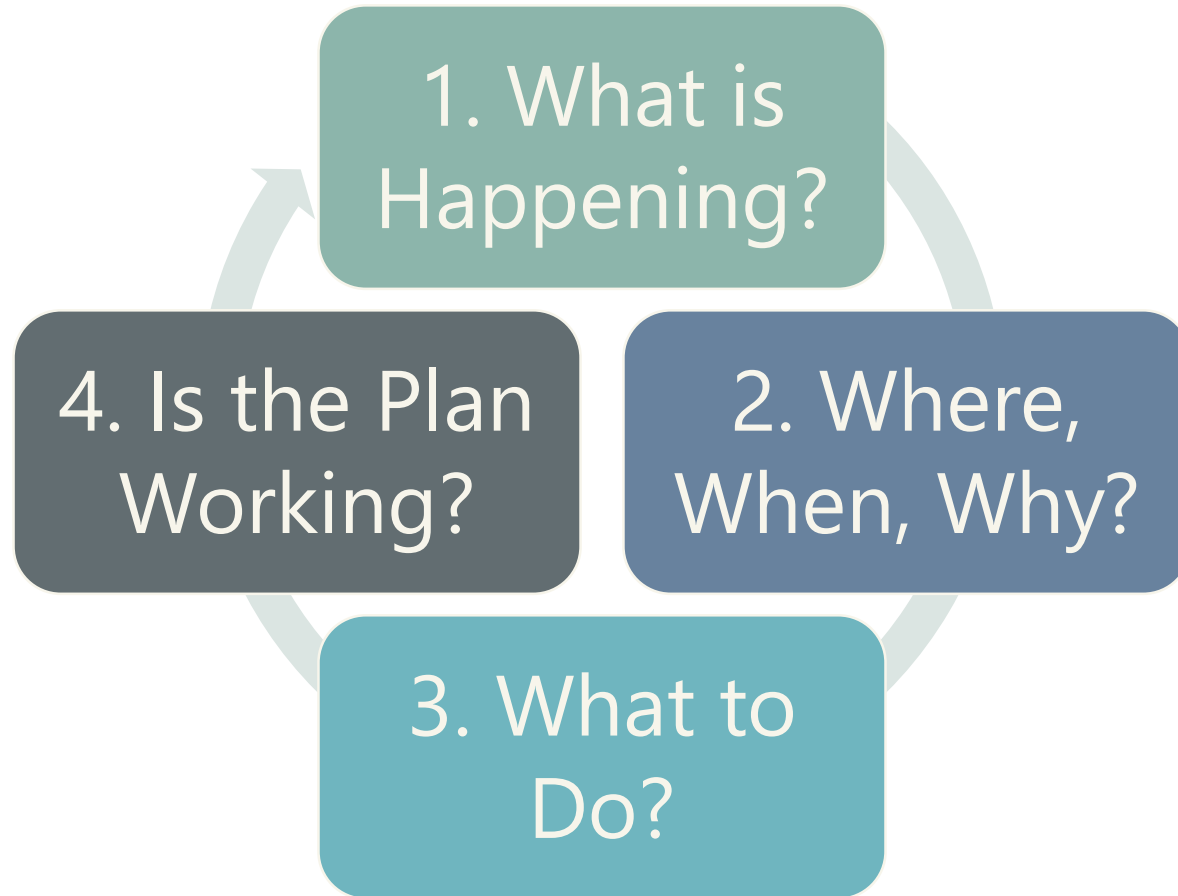 1. What is
Happening?
2. Where,
When, Why?
3. What to
Do?
4. Is the Plan
Working?